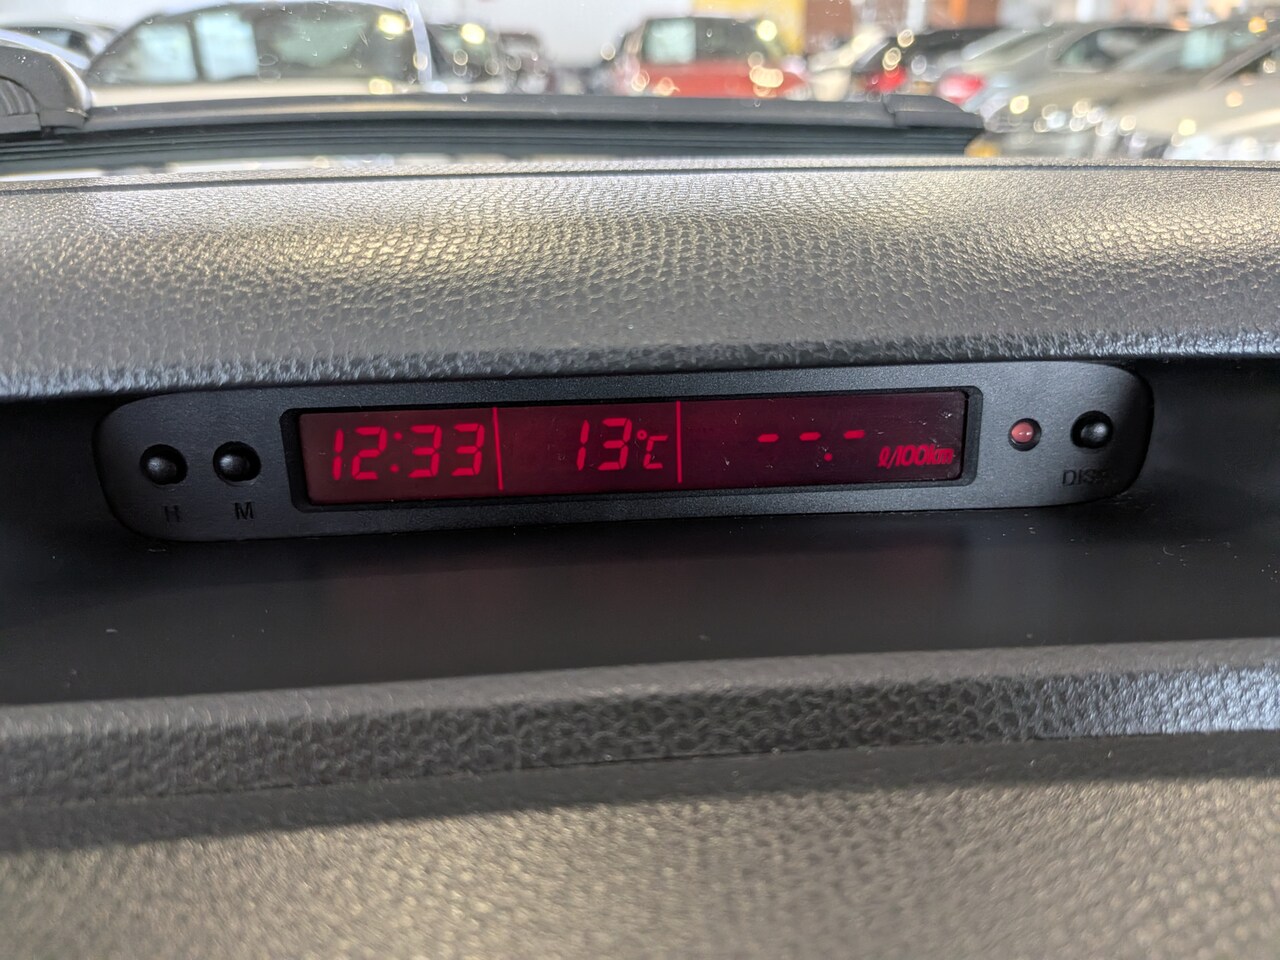 12:33 13°C --.- ℓ/100km
H M DISP